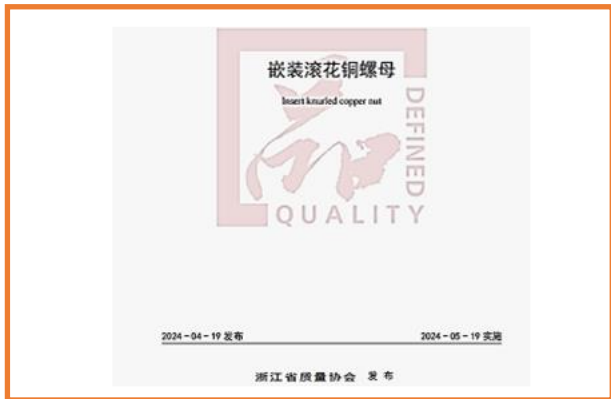 嵌装滚花铜螺母
Insert knurled copper nut
DEFINED
QUALITY
2024-04-19 发布
2024-05-19 实施
浙江省质量协会 发布